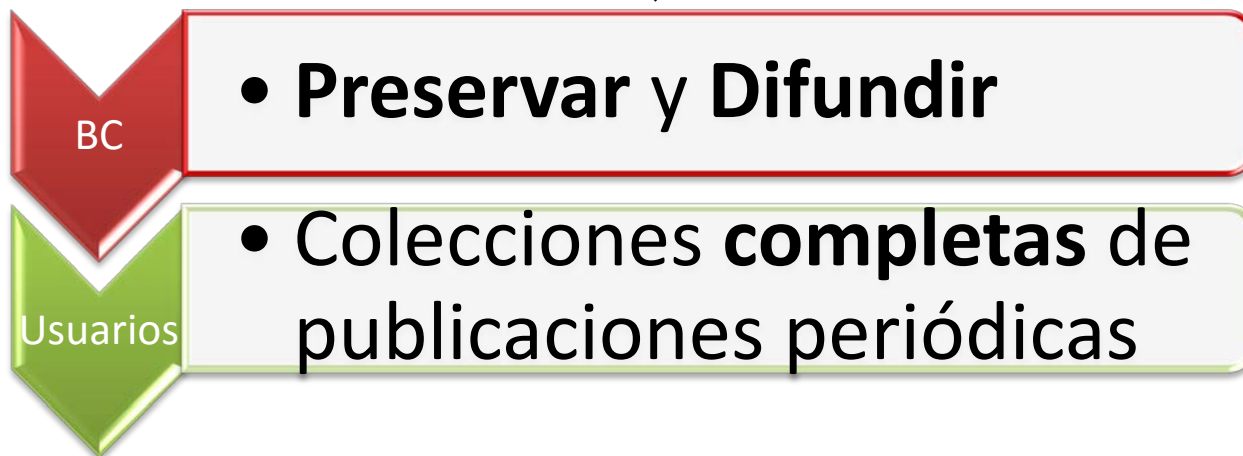 BC
• Preservar y Difundir
Usuarios
• Colecciones completas de
publicaciones periódicas